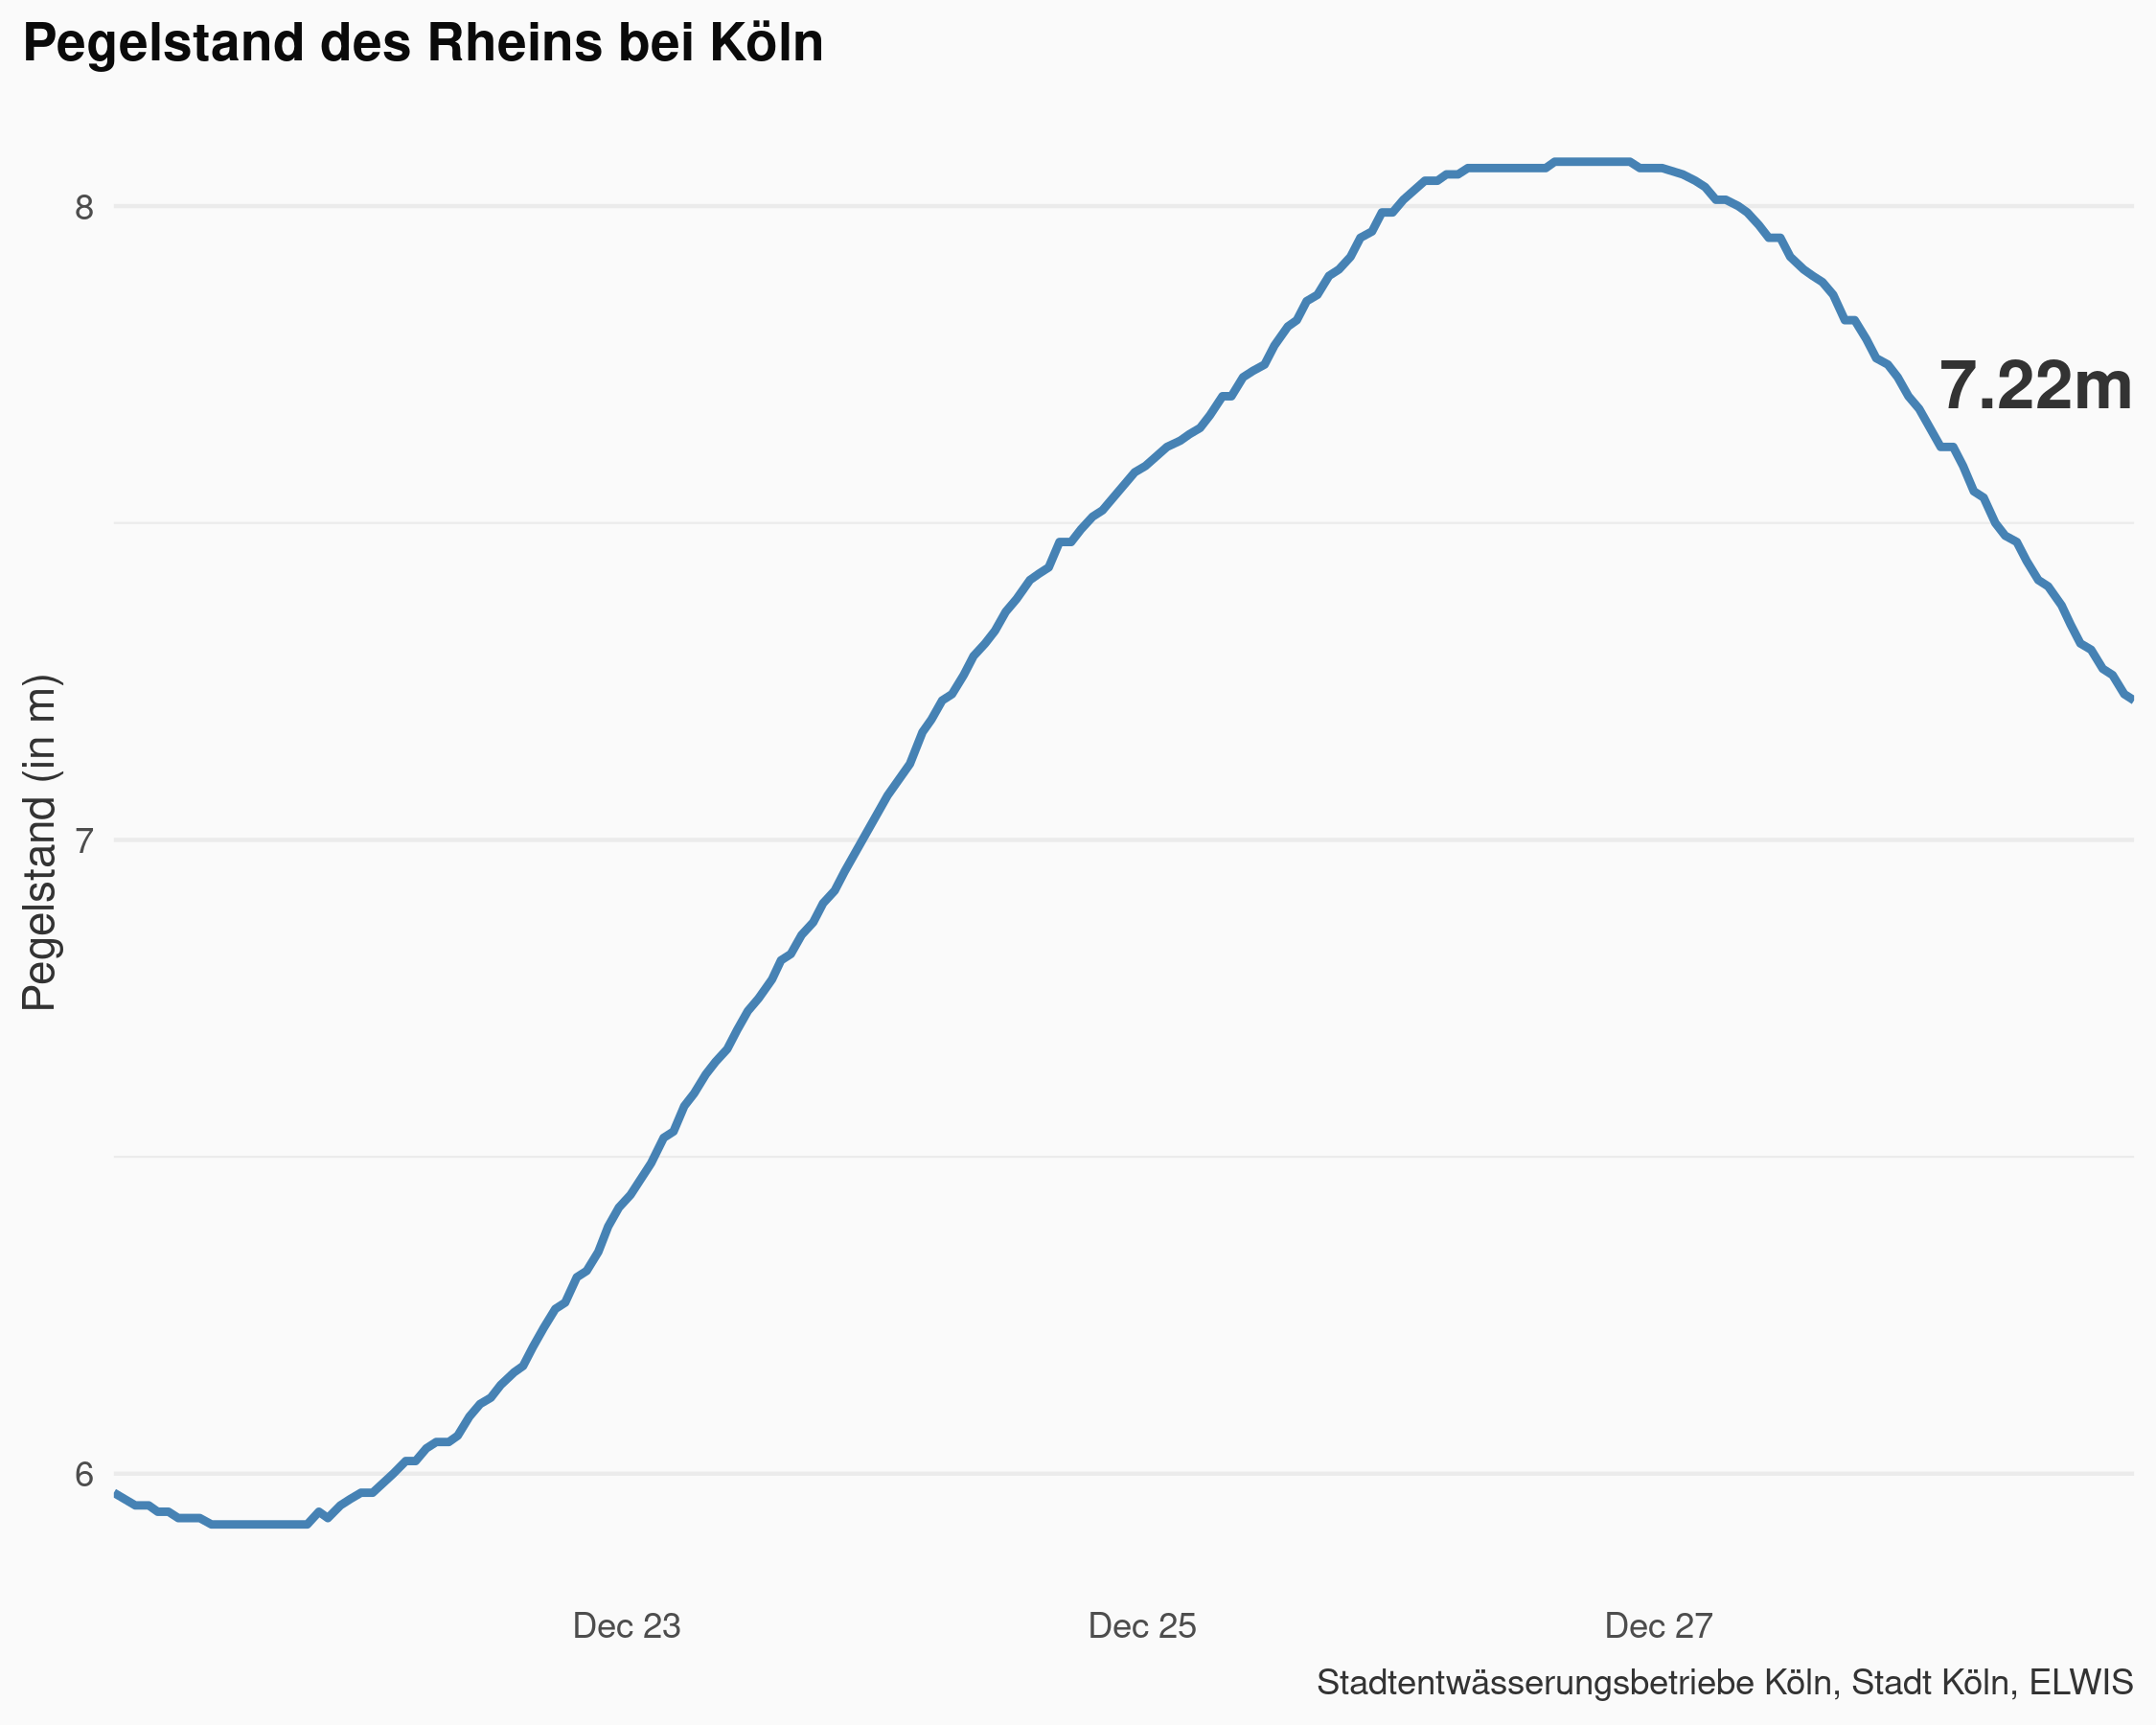 Pegelstand des Rheins bei Köln
Pegelstand (in m)
8
7
6
7.22m
Dec 23
Dec 25
Dec 27
Stadtentwässerungsbetriebe Köln, Stadt Köln, ELWIS